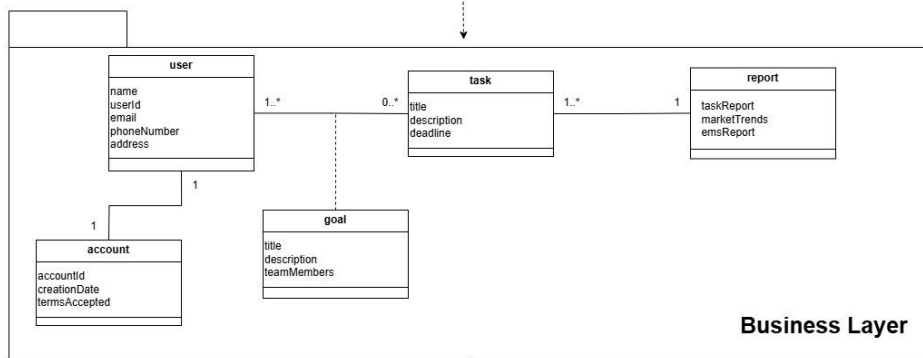 user
name
userId
email
phoneNumber
address
1..*
0..*
task
title
description
deadline
1..*
1
report
taskReport
marketTrends
emsReport
1
1
account
accountId
creationDate
termsAccepted
goal
title
description
teamMembers
Business Layer